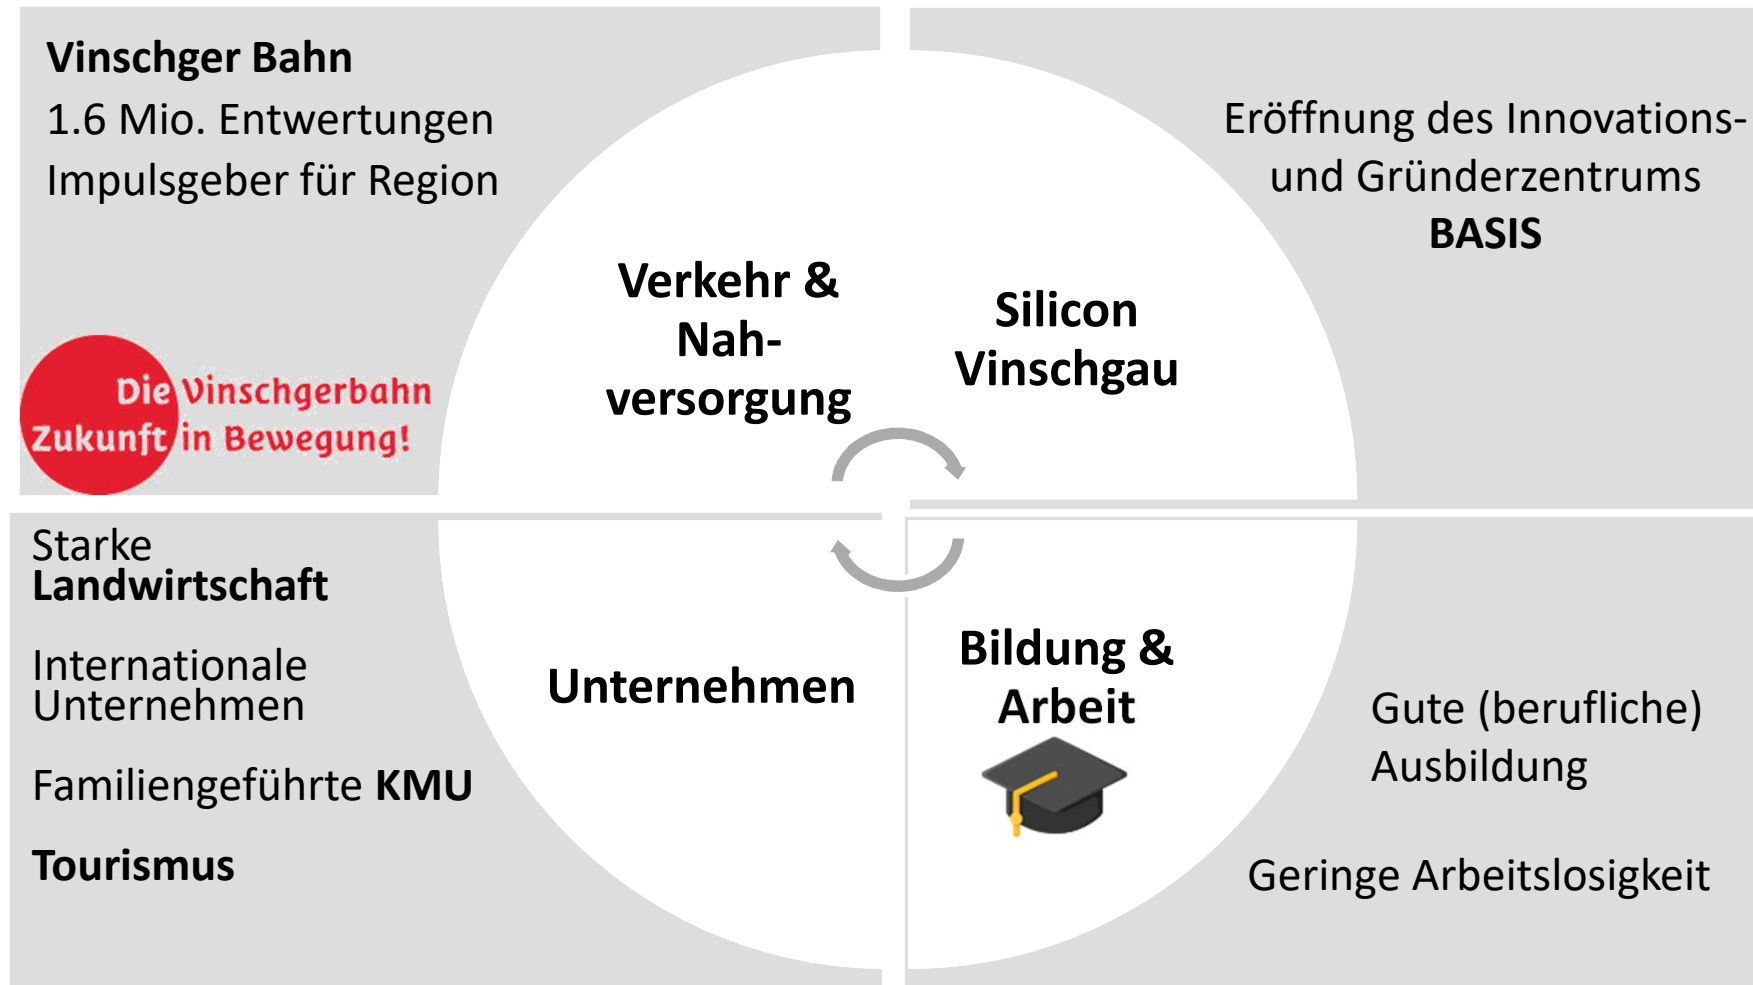 Vinschger Bahn
1.6 Mio. Entwertungen
Impulsgeber für Region
Die Vinschgerbahn
Zukunft in Bewegung!
Verkehr &
Nah-
versorgung
Silicon
Vinschgau
Eröffnung des Innovations-
und Gründerzentrums
BASIS
Starke
Landwirtschaft
Internationale
Unternehmen
Familiengeführte KMU
Tourismus
Unternehmen
Bildung &
Arbeit
Gute (berufliche)
Ausbildung
Geringe Arbeitslosigkeit